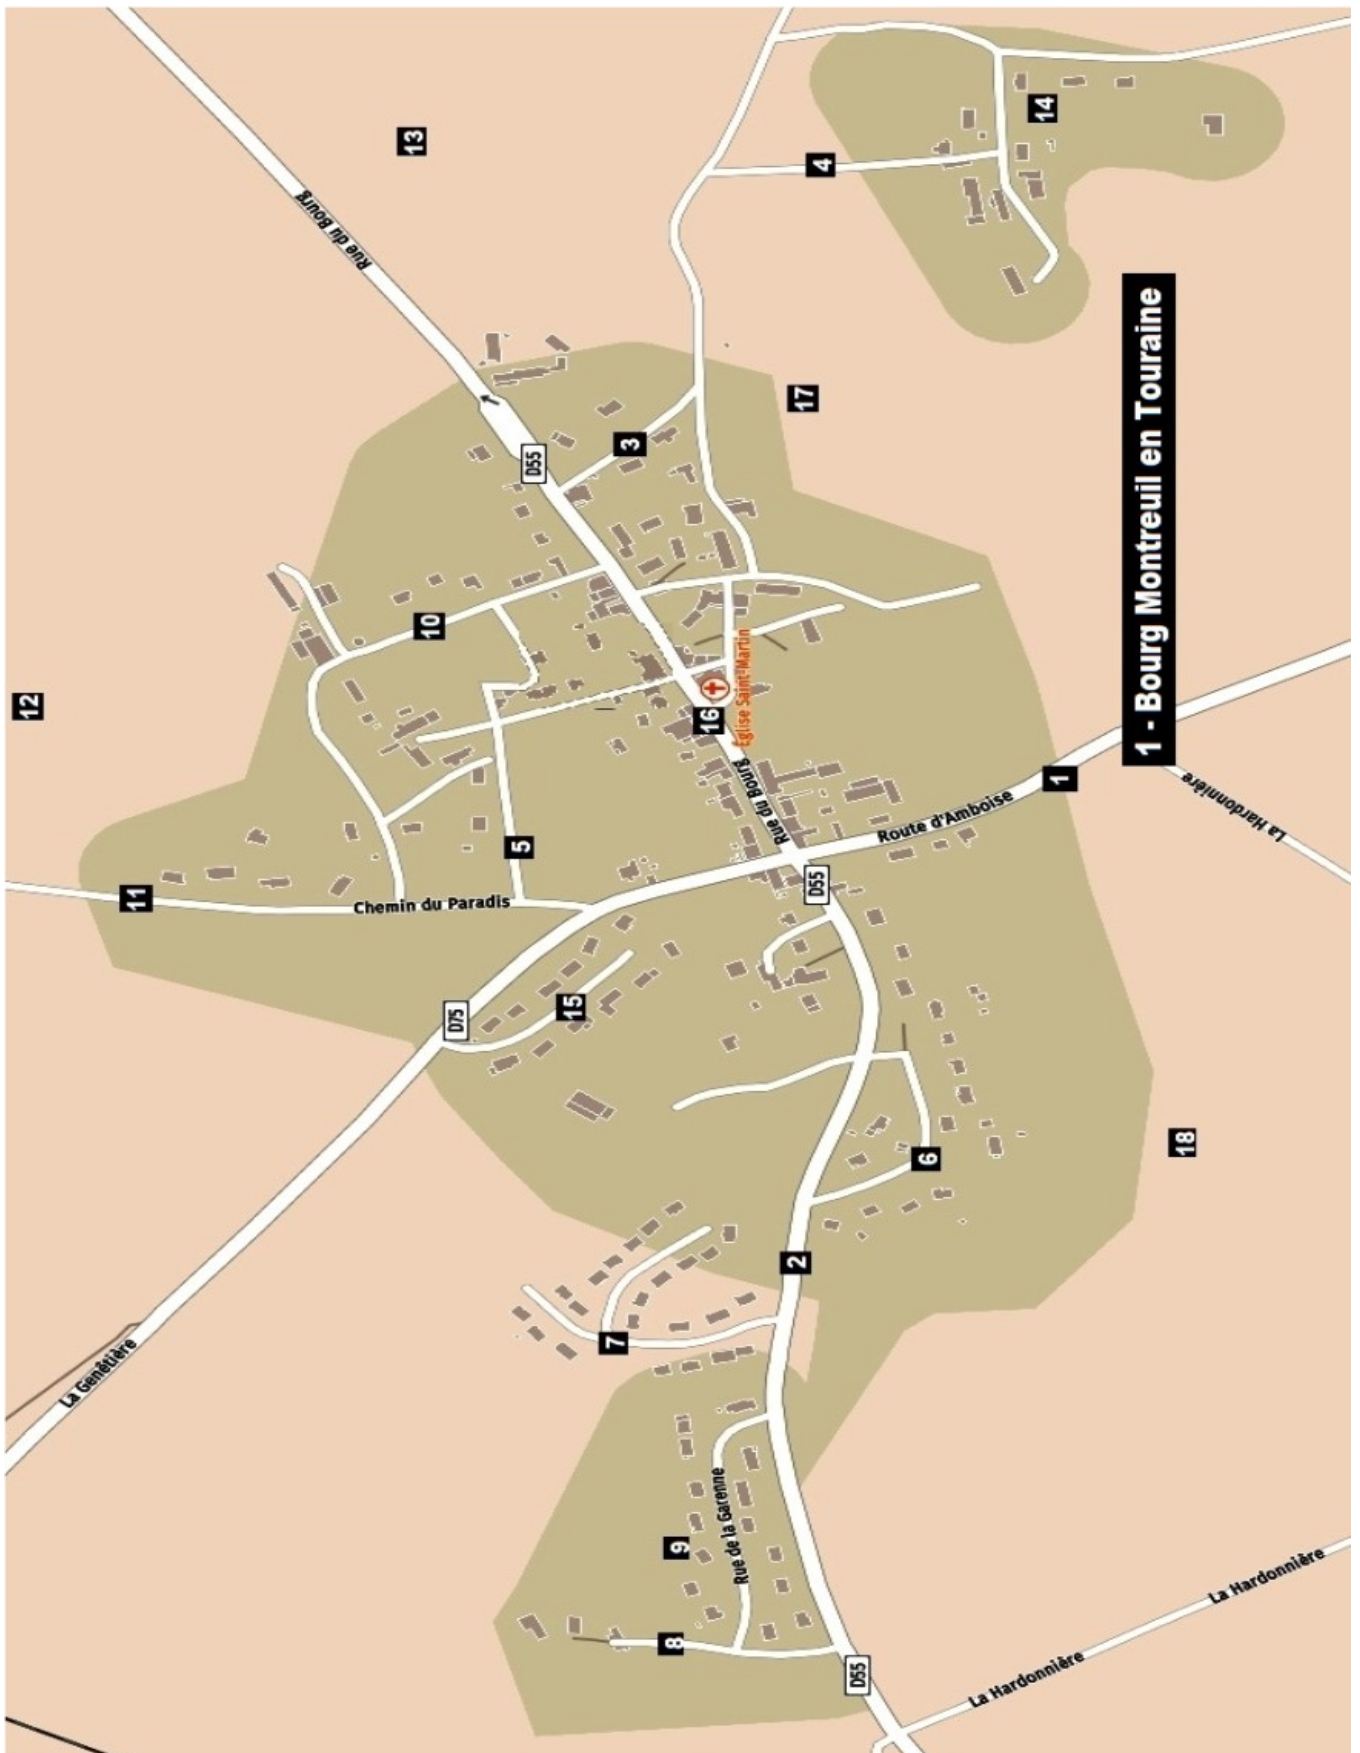 13
14
4
Rue du Bourg
17
3
D55
10
12
16
Église Saint-Martin
1 - Bourg Montreuil en Touraine
Rue du Bourg
1
Route d'Amboise
La Hardonnière
5
11
Chemin du Paradis
D55
15
D75
18
6
2
7
La Genêtière
9
Rue de la Garenne
La Hardonnière
8
D55
La Hardonnière